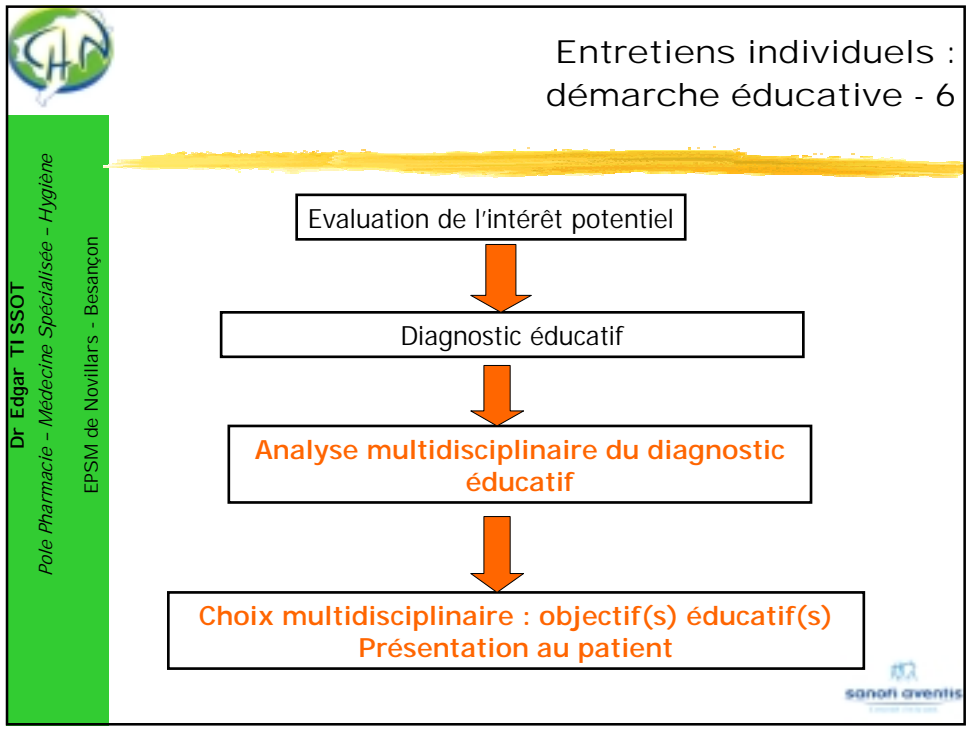 CHN
Entretiens individuels :
démarche éducative - 6
Dr Edgar TISSOT
Pole Pharmacie – Médecine Spécialisée – Hygiène
EPSM de Novillars - Besançon
Evaluation de l'intérêt potentiel
Diagnostic éducatif
Analyse multidisciplinaire du diagnostic
éducatif
Choix multidisciplinaire : objectif(s) éducatif(s)
Présentation au patient
sanofi aventis